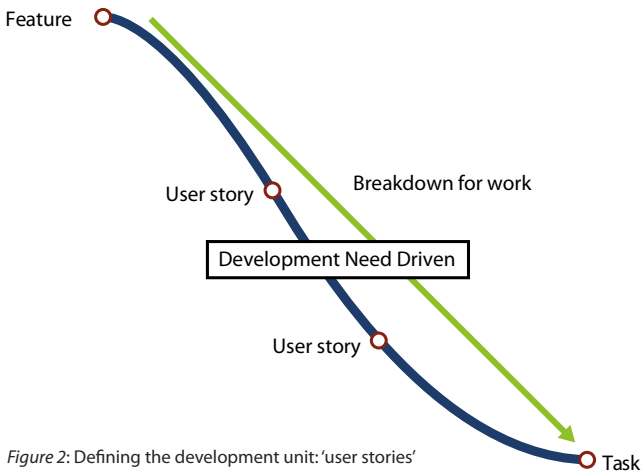 Feature
User story
Breakdown for work
Development Need Driven
User story
Figure 2: Defining the development unit: 'user stories'
Task